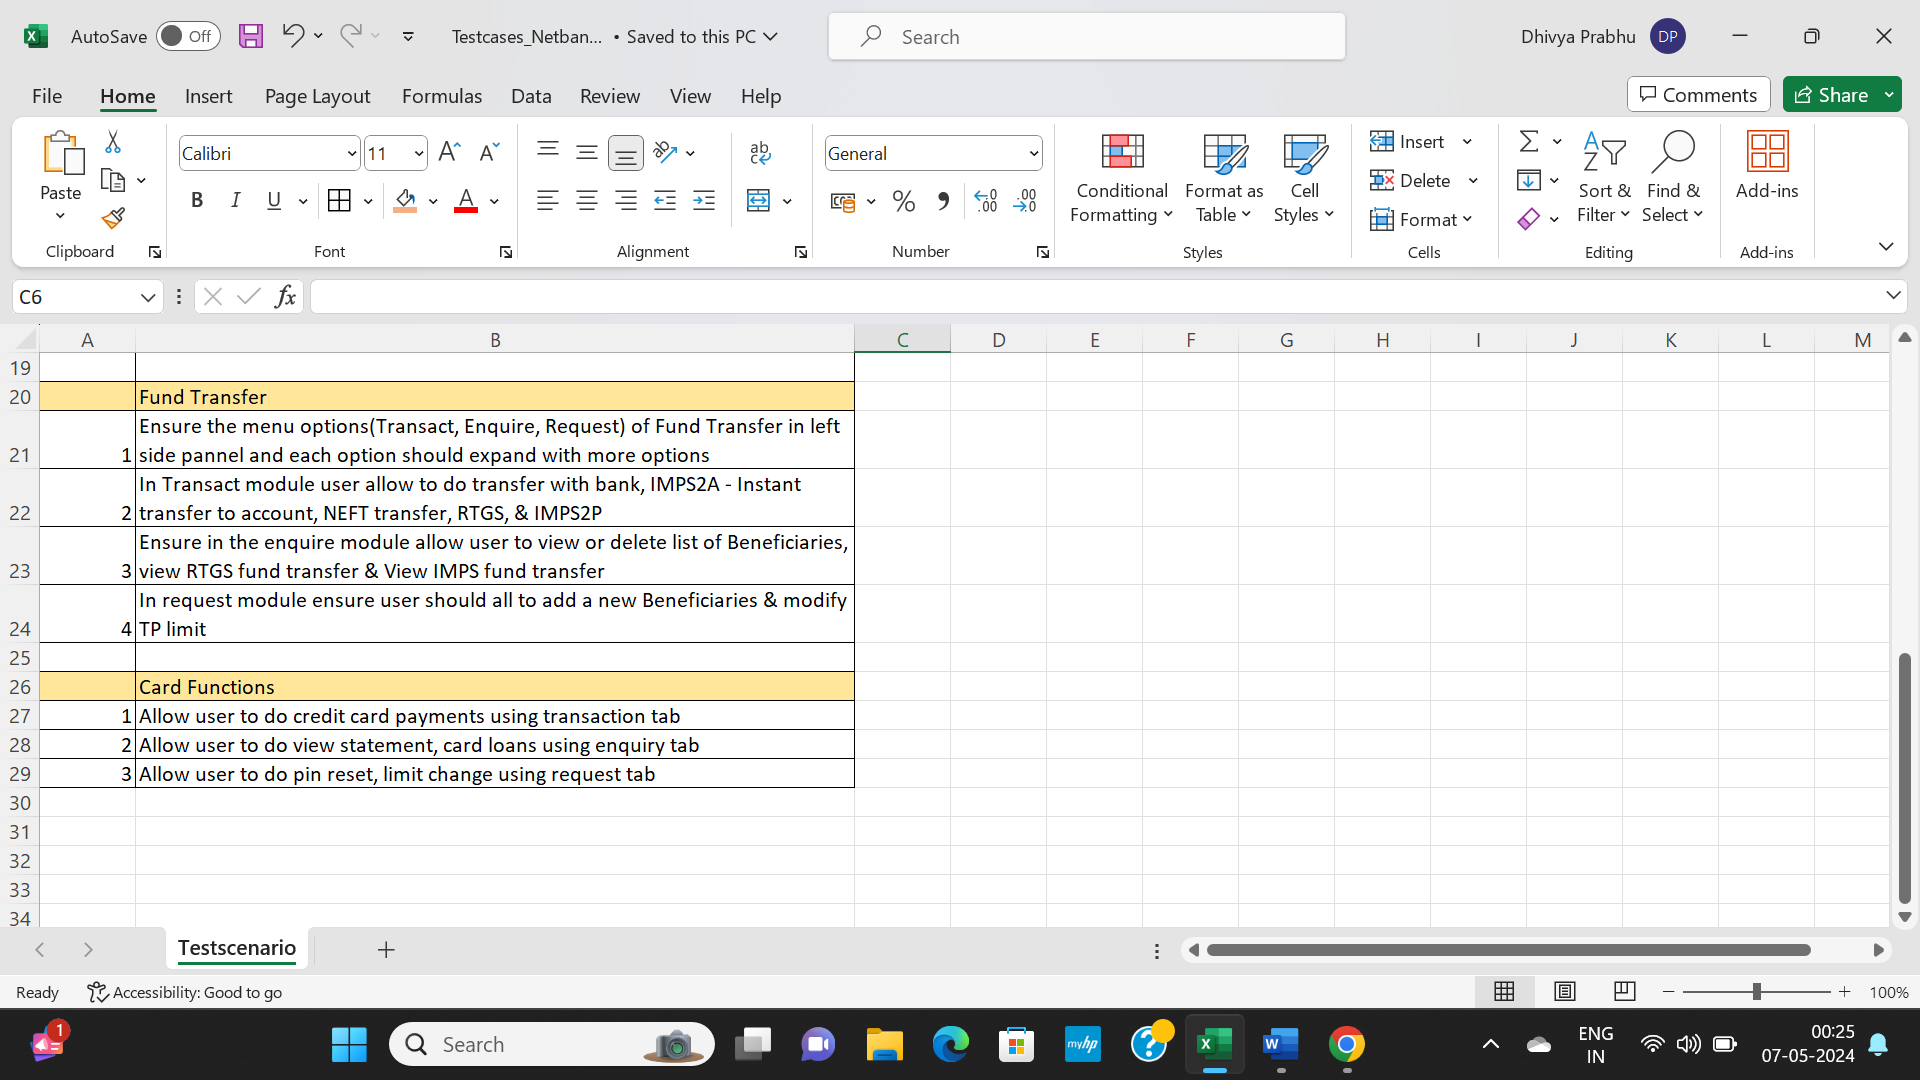 AutoSave Off Testcases_Netban... • Saved to this PC Search Dhivya Prabhu DP
File Home Insert Page Layout Formulas Data Review View Help Comments Share
Paste Calibri 11 General Conditional Formatting Format as Table Cell Styles Insert Delete Format Sort & Filter Find & Select Add-ins
Clipboard Font Alignment Number Styles Cells Editing Add-ins
C6 fx
A B C D E F G H I J K L M
19
20 Fund Transfer
Ensure the menu options(Transact, Enquire, Request) of Fund Transfer in left
21 1 side pannel and each option should expand with more options
In Transact module user allow to do transfer with bank, IMPS2A - Instant
22 2 transfer to account, NEFT transfer, RTGS, & IMPS2P
Ensure in the enquire module allow user to view or delete list of Beneficiaries,
23 3 view RTGS fund transfer & View IMPS fund transfer
In request module ensure user should all to add a new Beneficiaries & modify
24 4 TP limit
25
26 Card Functions
27 1 Allow user to do credit card payments using transaction tab
28 2 Allow user to do view statement, card loans using enquiry tab
29 3 Allow user to do pin reset, limit change using request tab
30
31
32
33
34
Testscenario
Ready Accessibility: Good to go 100%
1 Search myhp ENG 00:25
IN 07-05-2024